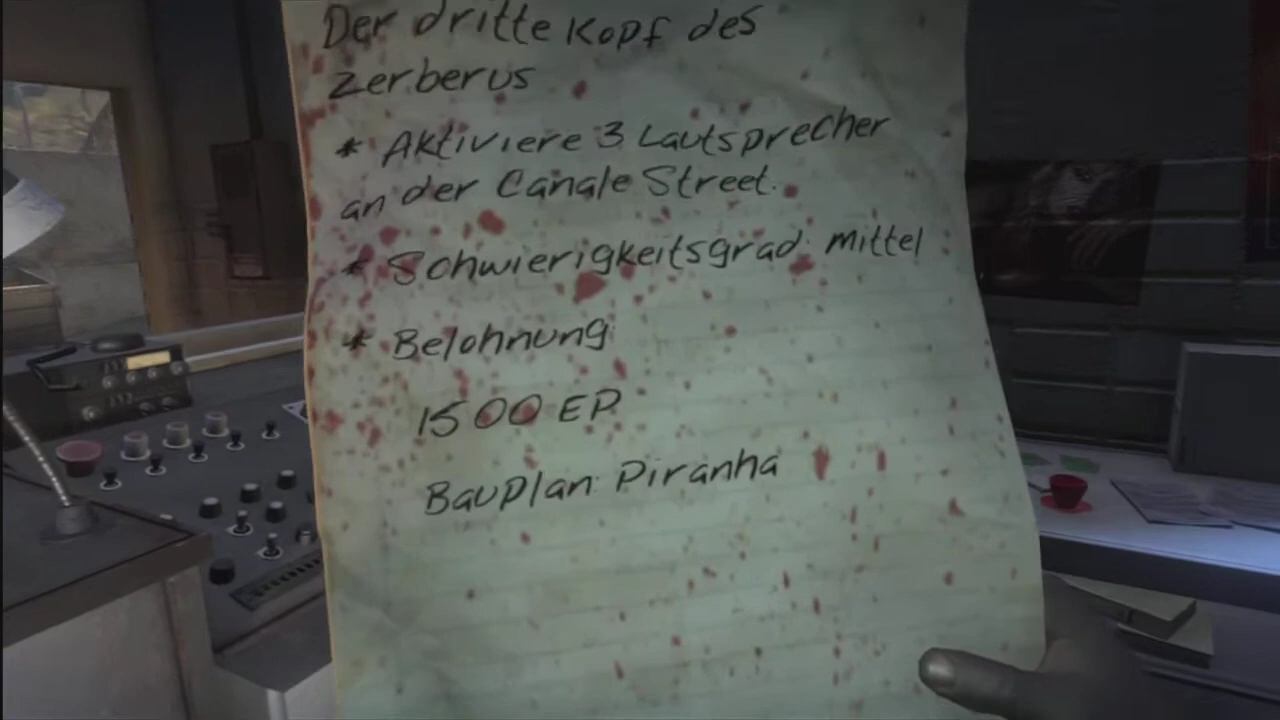 Der dritte Kopf des
Zerberus
* Aktiviere 3 Lautsprecher
an der Canale Street.
* Schwierigkeitsgrad: mittel
* Belohnung:
1500 EP
Bauplan: Piranha